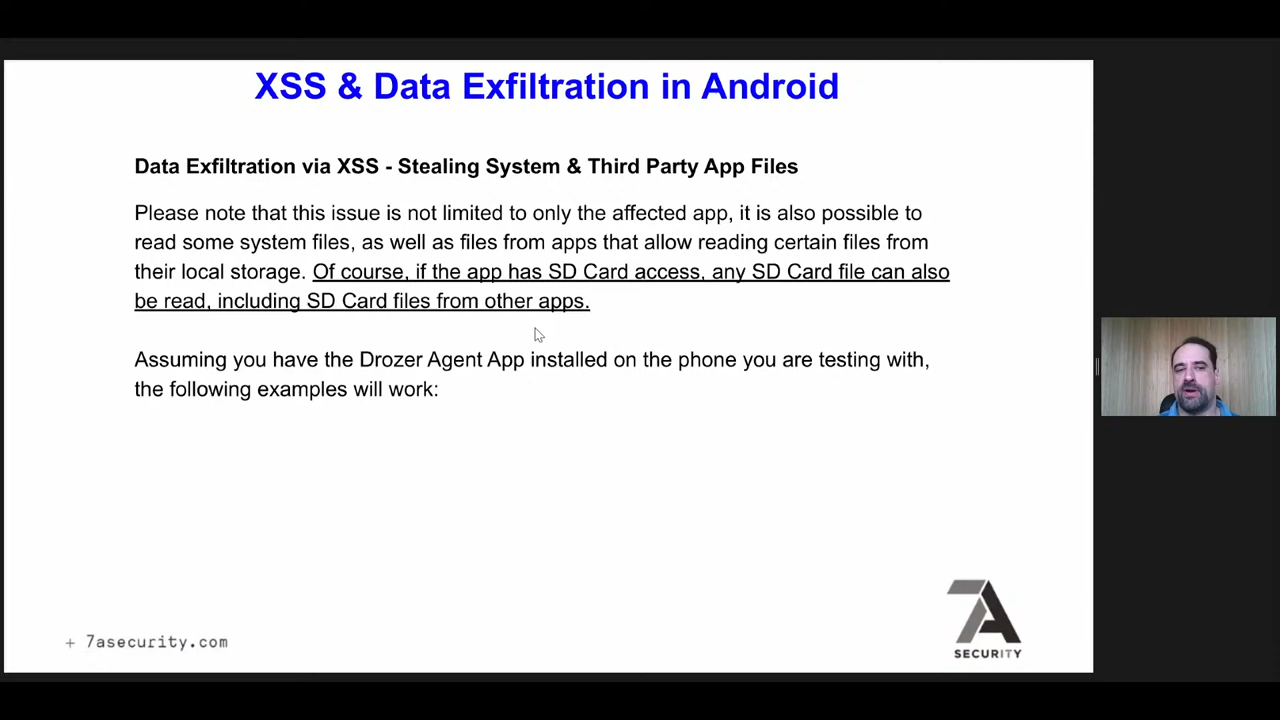 XSS & Data Exfiltration in Android
Data Exfiltration via XSS - Stealing System & Third Party App Files
Please note that this issue is not limited to only the affected app, it is also possible to
read some system files, as well as files from apps that allow reading certain files from
their local storage. Of course, if the app has SD Card access, any SD Card file can also
be read, including SD Card files from other apps.
Assuming you have the Drozer Agent App installed on the phone you are testing with,
the following examples will work:
+ 7asecurity.com
7A
SECURITY